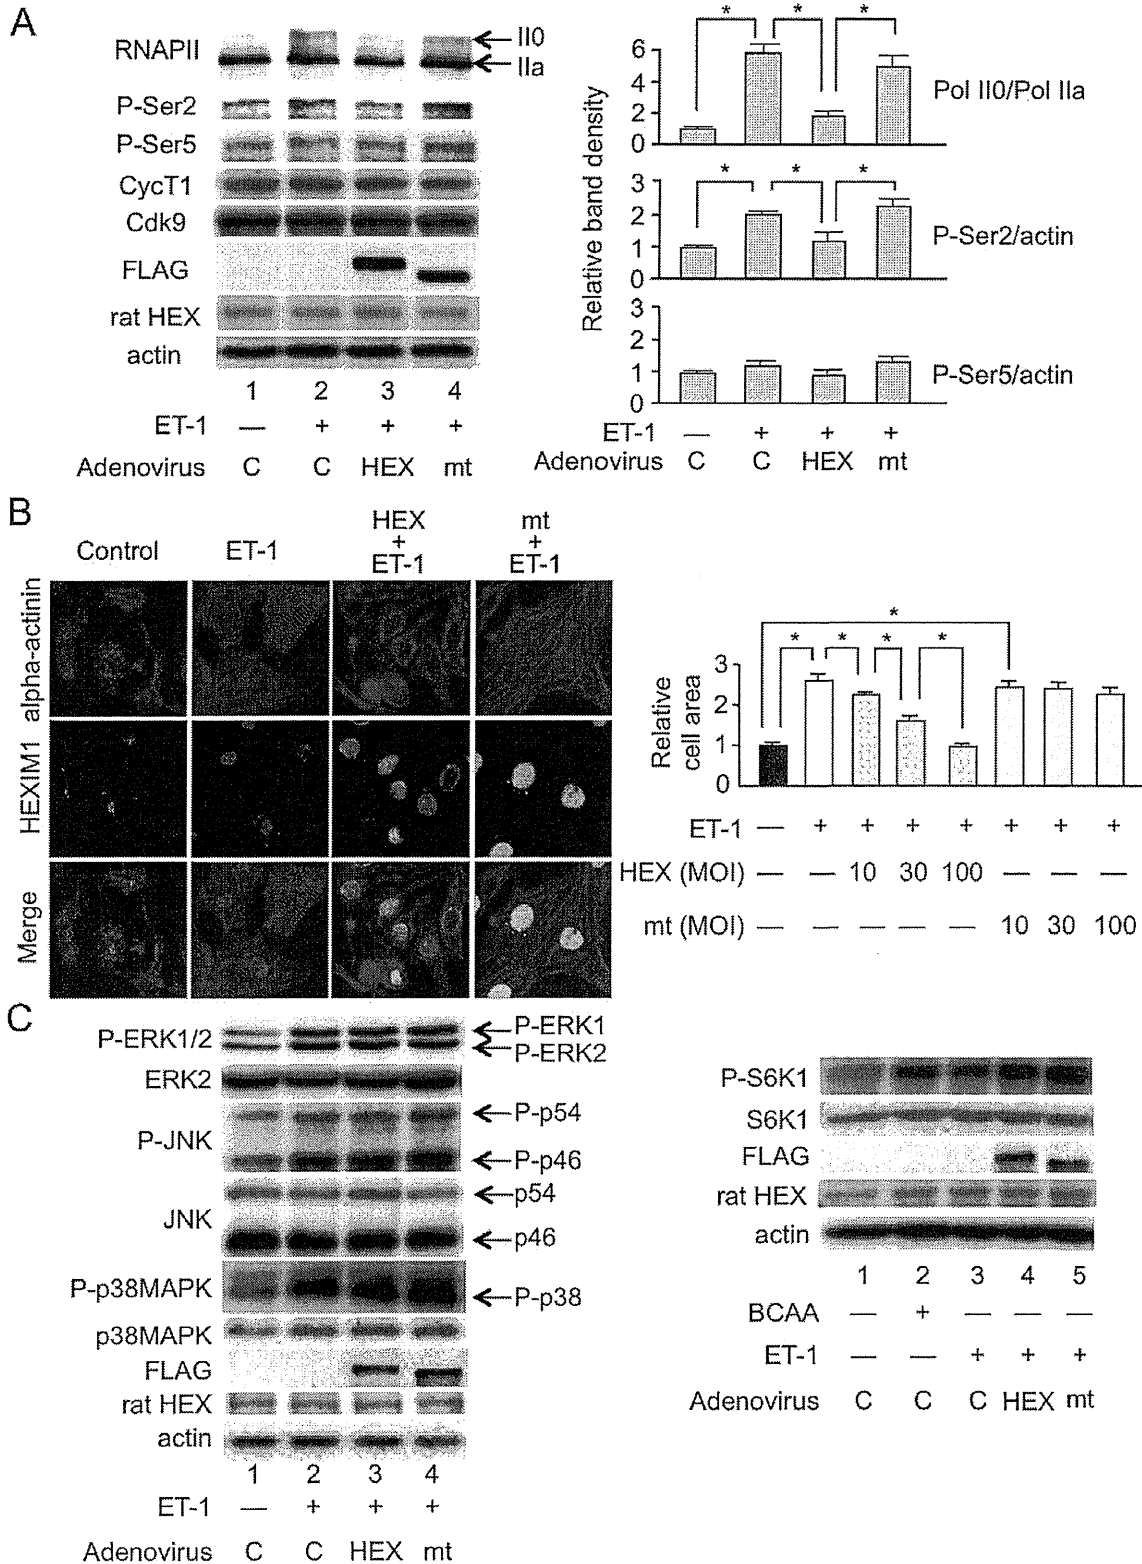 A
RNAPII
II0
IIa
P-Ser2
P-Ser5
CycT1
Cdk9
FLAG
rat HEX
actin
1 2 3 4
ET-1 — + + +
Adenovirus C C HEX mt
* * *
6
4
2
0
Pol II0/Pol IIa
Relative band density
* * *
3
2
1
0
P-Ser2/actin
3
2
1
0
P-Ser5/actin
ET-1 — + + +
Adenovirus C C HEX mt
B
Control ET-1 HEX + ET-1 mt + ET-1
alpha-actinin
HEXIM1
Merge
*
* * * *
Relative cell area
3
2
1
0
ET-1 — + + + + + + +
HEX (MOI) — — 10 30 100 — — —
mt (MOI) — — — — — 10 30 100
C
P-ERK1/2
P-ERK1
P-ERK2
ERK2
P-JNK
P-p54
P-p46
JNK
p54
p46
P-p38MAPK
P-p38
p38MAPK
FLAG
rat HEX
actin
1 2 3 4
ET-1 — + + +
Adenovirus C C HEX mt
P-S6K1
S6K1
FLAG
rat HEX
actin
1 2 3 4 5
BCAA — + — — —
ET-1 — — + + +
Adenovirus C C C HEX mt